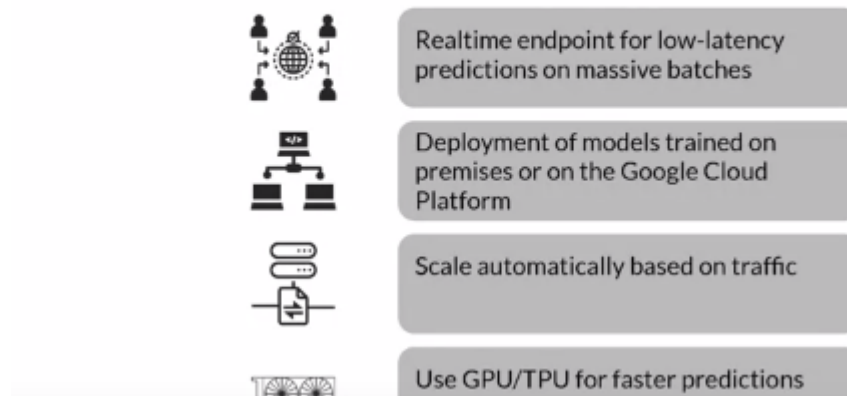 Realtime endpoint for low-latency
predictions on massive batches
Deployment of models trained on
premises or on the Google Cloud
Platform
Scale automatically based on traffic
Use GPU/TPU for faster predictions